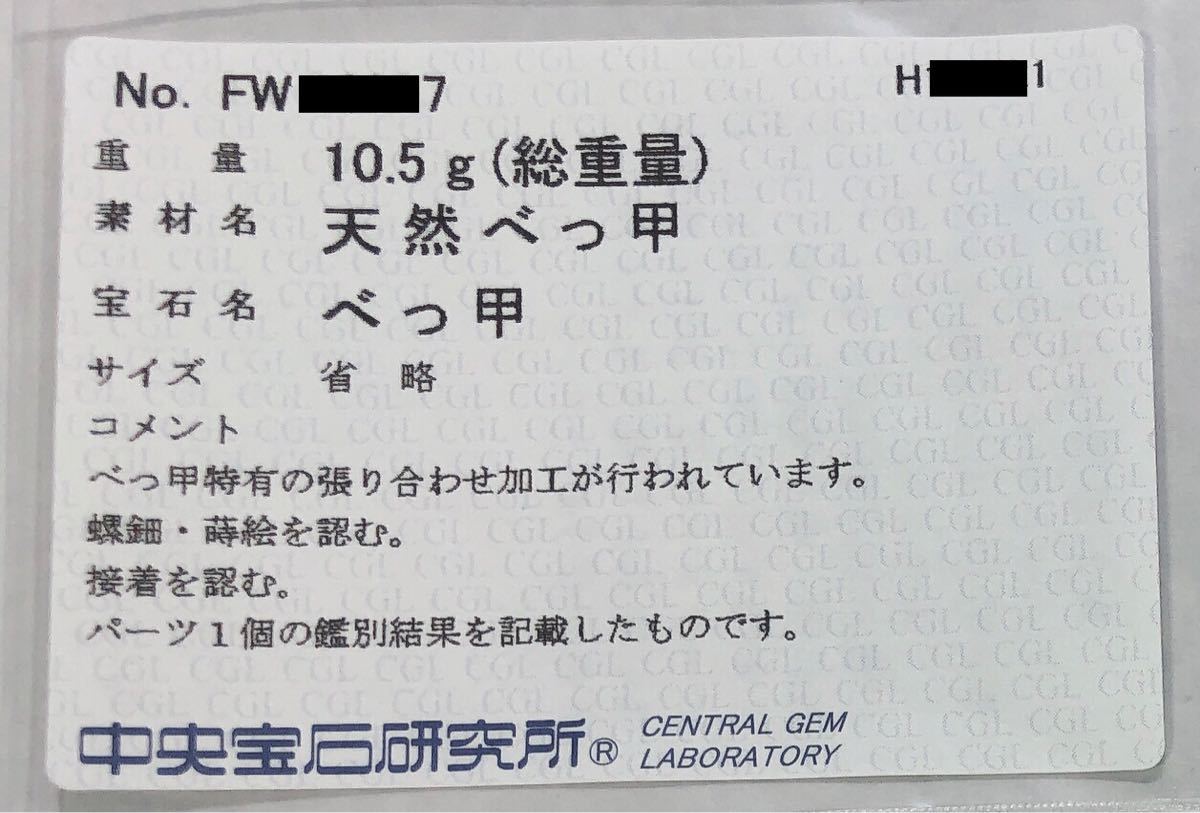 No. FW 7 H 1
重量 10.5 g (総重量)
素材名 天然べっ甲
宝石名 べっ甲
サイズ 省略
コメント
べっ甲特有の張り合わせ加工が行われています。
螺鈿・蒔絵を認む。
接着を認む。
パーツ1個の鑑別結果を記載したものです。
中央宝石研究所® CENTRAL GEM
LABORATORY